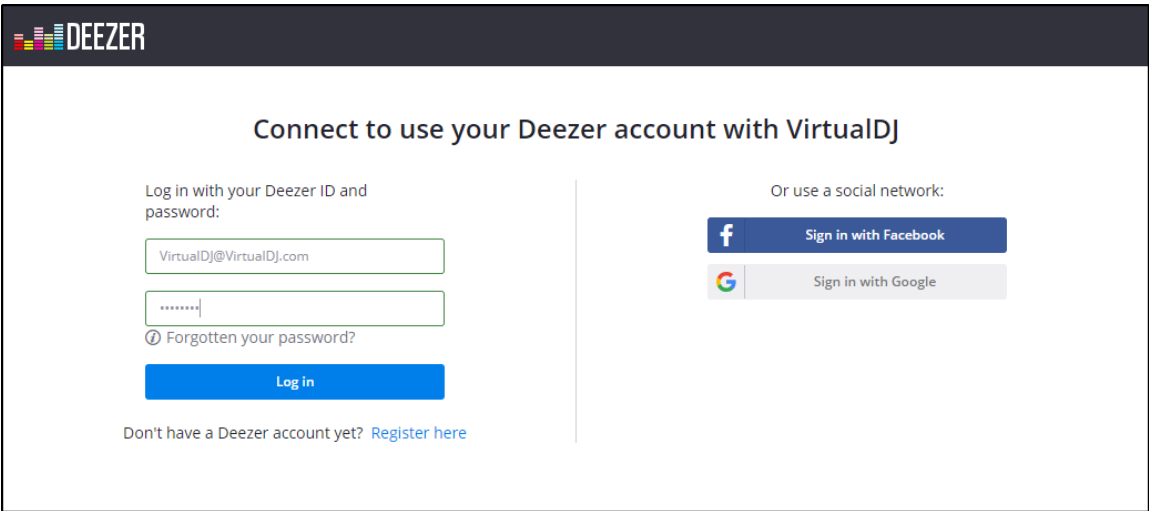 DEEZER
Connect to use your Deezer account with VirtualDJ
Log in with your Deezer ID and
password:
VirtualDJ@VirtualDJ.com
••••••••
Forgotten your password?
Log in
Don't have a Deezer account yet? Register here
Or use a social network:
Sign in with Facebook
Sign in with Google